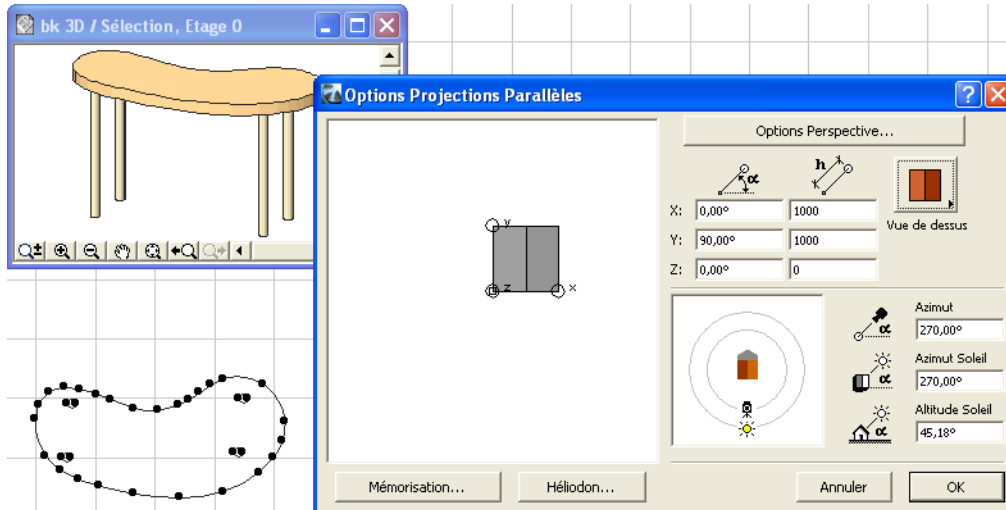 bk 3D / Sélection, Etage 0
Options Projections Parallèles
Options Perspective...
α h
X: 0,00° 1000
Y: 90,00° 1000
Z: 0,00° 0
Vue de dessus
y
z x
Azimut
α 270,00°
Azimut Soleil
α 270,00°
Altitude Soleil
α 45,18°
Mémorisation... Héliodon... Annuler OK